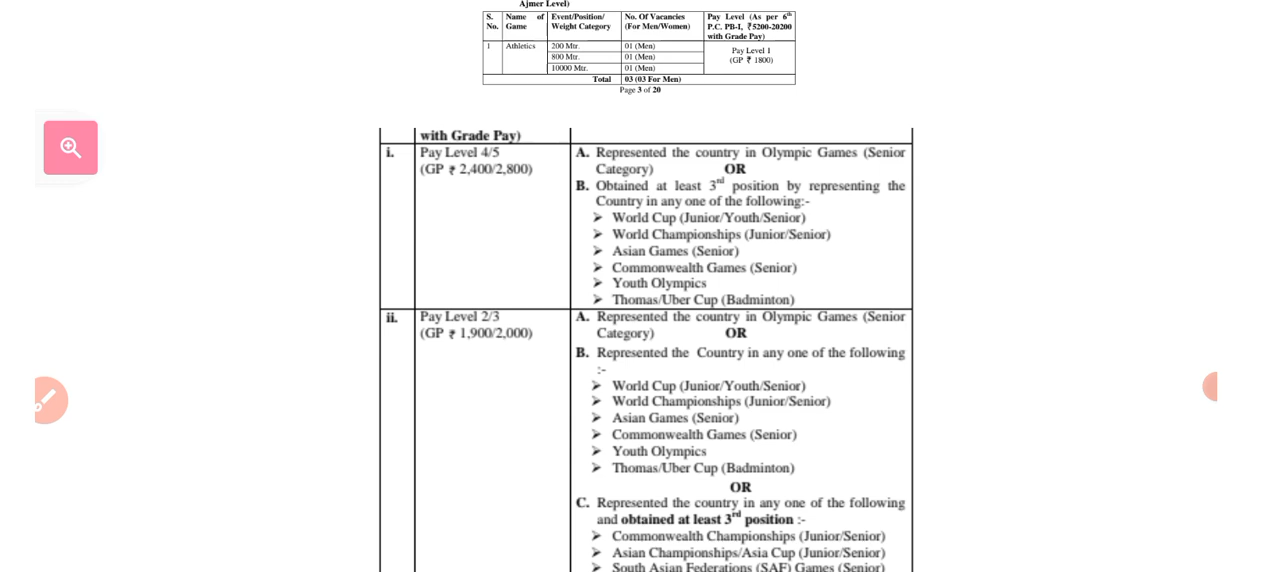 Ajmer Level)
S. No. Name of Game Event/Position/ Weight Category No. Of Vacancies (For Men/Women) Pay Level (As per 6th P.C. PB-I, ₹5200-20200 with Grade Pay)
1 Athletics 200 Mtr. 01 (Men) Pay Level 1 (GP ₹ 1800)
800 Mtr. 01 (Men)
10000 Mtr. 01 (Men)
Total 03 (03 For Men)
Page 3 of 20
with Grade Pay)
i. Pay Level 4/5 A. Represented the country in Olympic Games (Senior
(GP ₹ 2,400/2,800) Category) OR
B. Obtained at least 3rd position by representing the
Country in any one of the following:-
➢ World Cup (Junior/Youth/Senior)
➢ World Championships (Junior/Senior)
➢ Asian Games (Senior)
➢ Commonwealth Games (Senior)
➢ Youth Olympics
➢ Thomas/Uber Cup (Badminton)
ii. Pay Level 2/3 A. Represented the country in Olympic Games (Senior
(GP ₹ 1,900/2,000) Category) OR
B. Represented the Country in any one of the following
:-
➢ World Cup (Junior/Youth/Senior)
➢ World Championships (Junior/Senior)
➢ Asian Games (Senior)
➢ Commonwealth Games (Senior)
➢ Youth Olympics
➢ Thomas/Uber Cup (Badminton)
OR
C. Represented the country in any one of the following
and obtained at least 3rd position :-
➢ Commonwealth Championships (Junior/Senior)
➢ Asian Championships/Asia Cup (Junior/Senior)
➢ South Asian Federations (SAF) Games (Senior)